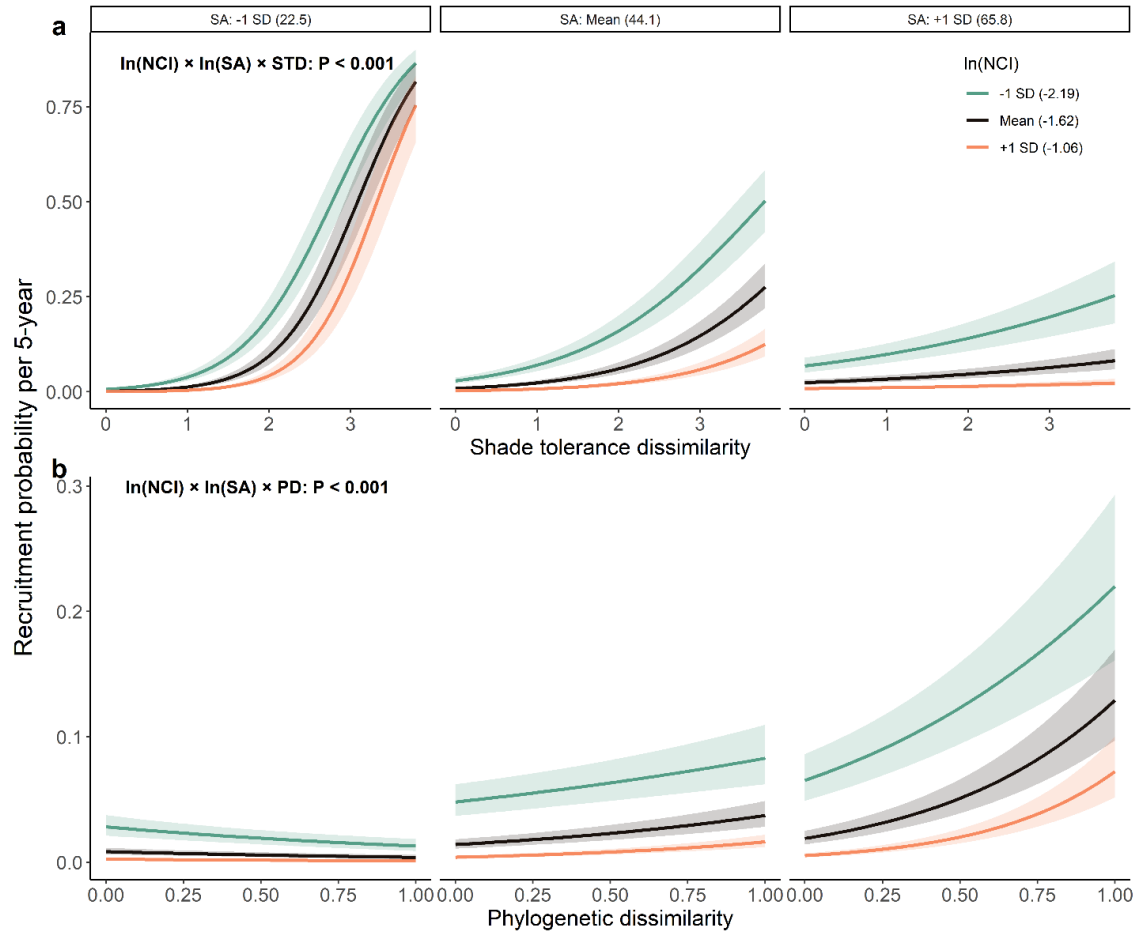 SA: -1 SD (22.5)
SA: Mean (44.1)
SA: +1 SD (65.8)
a
ln(NCI) × ln(SA) × STD: P < 0.001
ln(NCI)
-1 SD (-2.19)
Mean (-1.62)
+1 SD (-1.06)
0.75
0.50
0.25
0.00
0 1 2 3
0 1 2 3
0 1 2 3
Shade tolerance dissimilarity
Recruitment probability per 5-year
b
ln(NCI) × ln(SA) × PD: P < 0.001
0.3
0.2
0.1
0.0
0.00 0.25 0.50 0.75 1.00
0.00 0.25 0.50 0.75 1.00
0.00 0.25 0.50 0.75 1.00
Phylogenetic dissimilarity